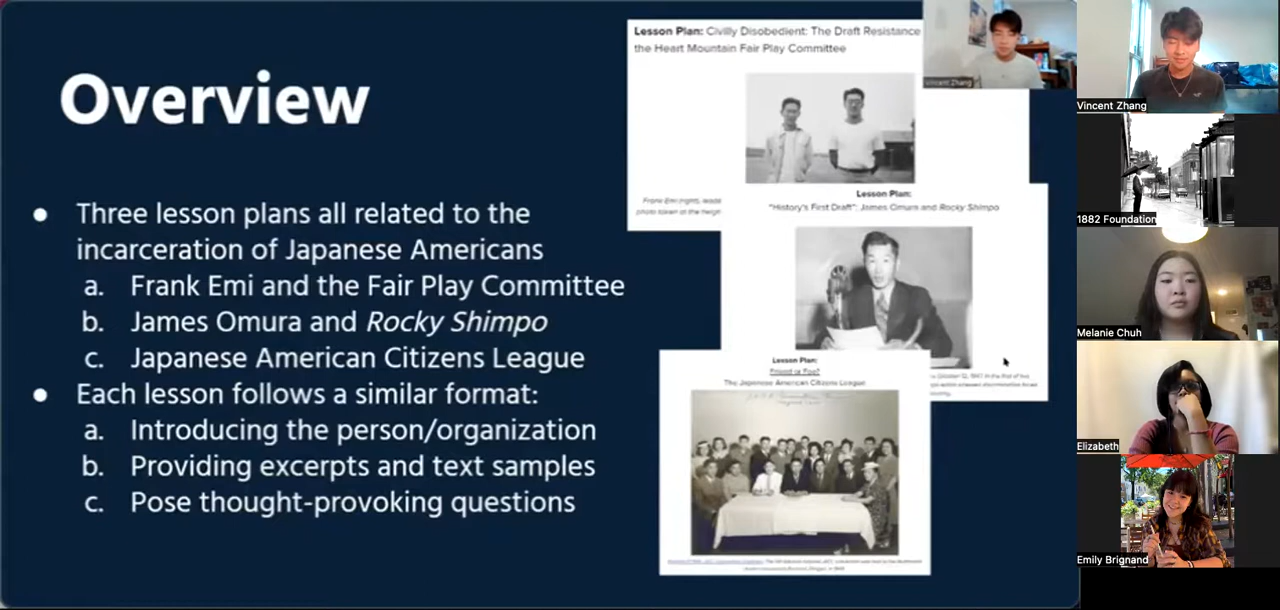 Overview
● Three lesson plans all related to the
incarceration of Japanese Americans
a. Frank Emi and the Fair Play Committee
b. James Omura and Rocky Shimpo
c. Japanese American Citizens League
● Each lesson follows a similar format:
a. Introducing the person/organization
b. Providing excerpts and text samples
c. Pose thought-provoking questions
Lesson Plan: Civilly Disobedient: The Draft Resistance
the Heart Mountain Fair Play Committee
Frank Emi (right),
photo taken at the
Lesson Plan:
"History's First Draft": James Omura and Rocky Shimpo
Lesson Plan:
Friend or Foe?
The Japanese American Citizens League
Vincent Zhang
Vincent Zhang
1882 Foundation
Melanie Chuh
Elizabeth
Emily Brignand